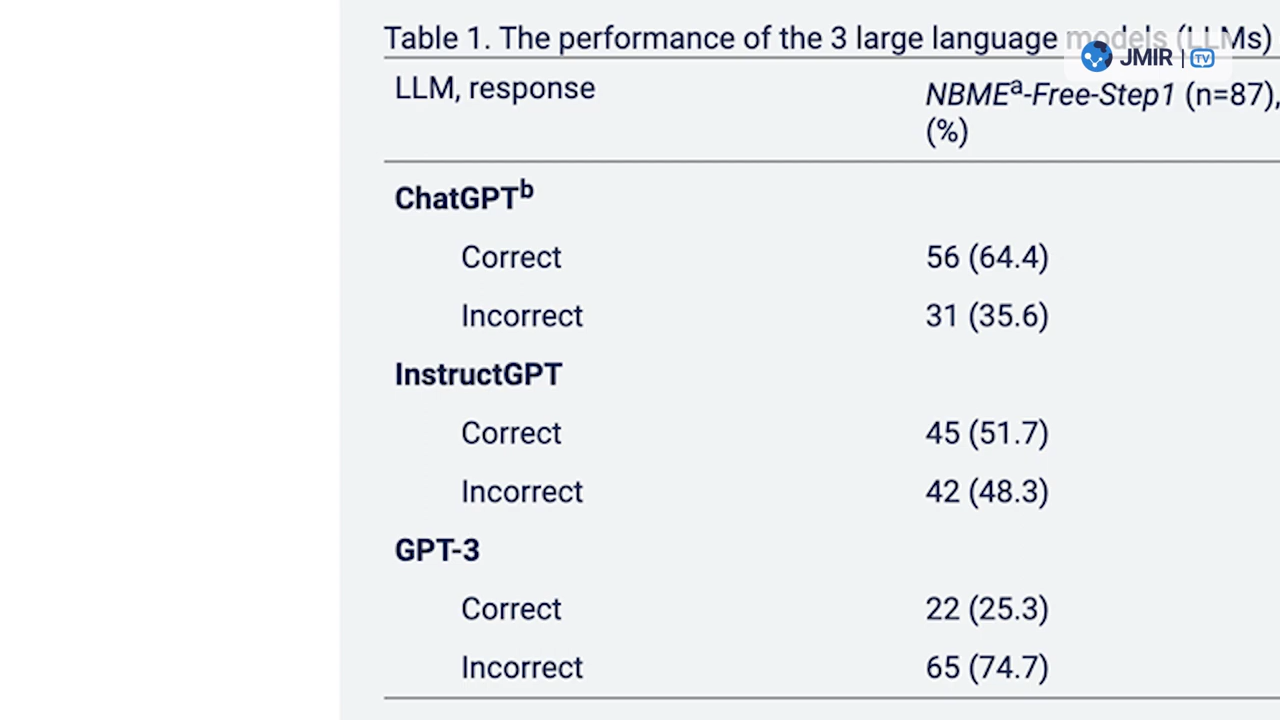 Table 1. The performance of the 3 large language models (LLMs)
JMIR | TV
LLM, response
NBMEa-Free-Step1 (n=87),
(%)
ChatGPTb
Correct 56 (64.4)
Incorrect 31 (35.6)
InstructGPT
Correct 45 (51.7)
Incorrect 42 (48.3)
GPT-3
Correct 22 (25.3)
Incorrect 65 (74.7)